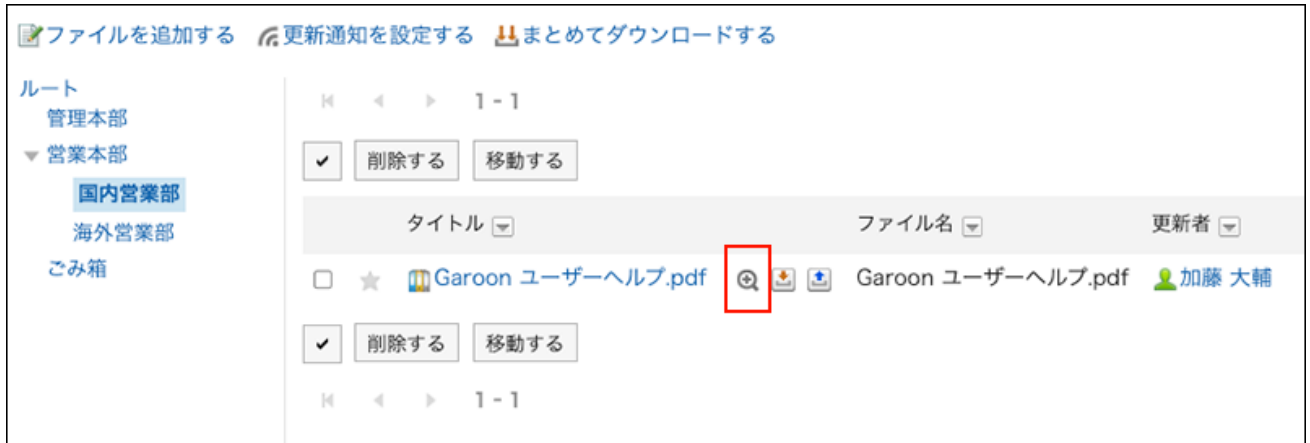 ファイルを追加する 更新通知を設定する まとめてダウンロードする
ルート
管理本部
営業本部
国内営業部
海外営業部
ごみ箱
1 - 1
削除する 移動する
タイトル ファイル名 更新者
Garoon ユーザーヘルプ.pdf Garoon ユーザーヘルプ.pdf 加藤 大輔
削除する 移動する
1 - 1